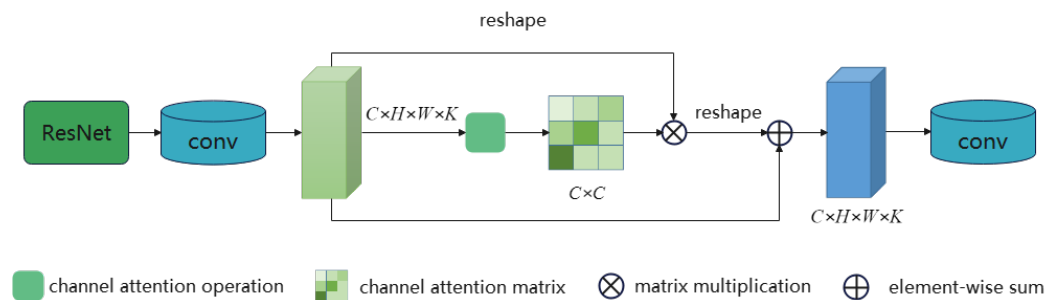 reshape
ResNet
conv
C×H×W×K
C×C
reshape
C×H×W×K
conv
channel attention operation
channel attention matrix
matrix multiplication
element-wise sum